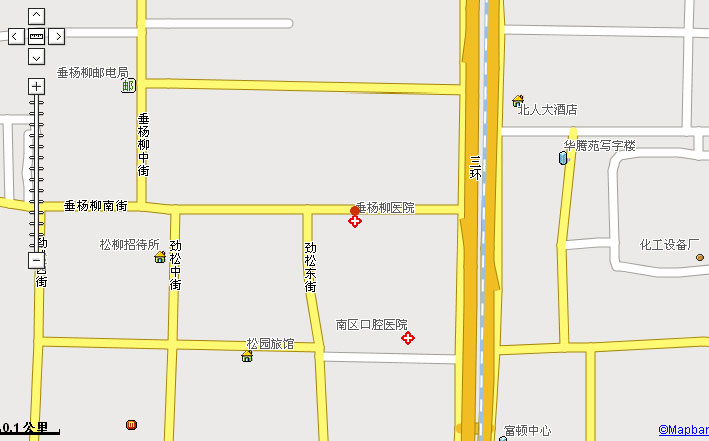 垂杨柳邮电局
邮
北人大酒店
垂杨柳中街
华腾苑写字楼
三环
垂杨柳南街
垂杨柳医院
松柳招待所
劲松中街
劲松东街
化工设备厂
南区口腔医院
松园旅馆
0.1公里
富顿中心
©Mapbar